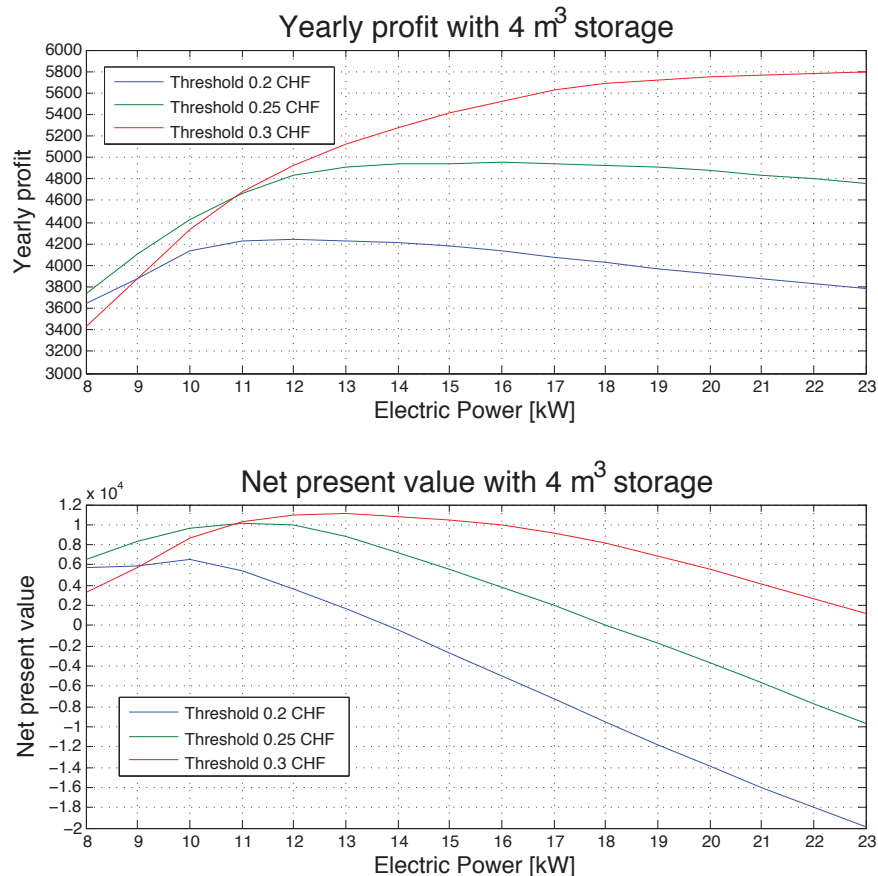 Yearly profit with 4 m³ storage
6000
5800
5600
5400
5200
5000
4800
4600
4400
4200
4000
3800
3600
3400
3200
3000
Yearly profit
Threshold 0.2 CHF
Threshold 0.25 CHF
Threshold 0.3 CHF
8 9 10 11 12 13 14 15 16 17 18 19 20 21 22 23
Electric Power [kW]
Net present value with 4 m³ storage
x 10⁴
1.2
1
0.8
0.6
0.4
0.2
0
−0.2
−0.4
−0.6
−0.8
−1
−1.2
−1.4
−1.6
−1.8
−2
Net present value
Threshold 0.2 CHF
Threshold 0.25 CHF
Threshold 0.3 CHF
8 9 10 11 12 13 14 15 16 17 18 19 20 21 22 23
Electric Power [kW]